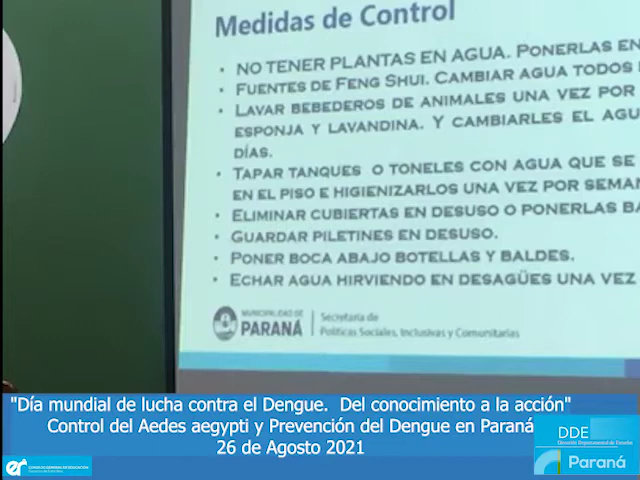 Medidas de Control
• NO TENER PLANTAS EN AGUA. PONERLAS EN
• FUENTES DE FENG SHUI. CAMBIAR AGUA TODOS
• LAVAR BEBEDEROS DE ANIMALES UNA VEZ POR
ESPONJA Y LAVANDINA. Y CAMBIARLES EL AGU
DÍAS.
• TAPAR TANQUES O TONELES CON AGUA QUE SE
EN EL PISO E HIGIENIZARLOS UNA VEZ POR SEMAN
• ELIMINAR CUBIERTAS EN DESUSO O PONERLAS BA
• GUARDAR PILETINES EN DESUSO.
• PONER BOCA ABAJO BOTELLAS Y BALDES.
• ECHAR AGUA HIRVIENDO EN DESAGÜES UNA VEZ
MUNICIPALIDAD DE
PARANÁ
Secretaría de
Políticas Sociales, Inclusivas y Comunitarias
"Día mundial de lucha contra el Dengue. Del conocimiento a la acción"
Control del Aedes aegypti y Prevención del Dengue en Paraná
26 de Agosto 2021
er
CONSEJO GENERAL DE EDUCACIÓN
DDE
Dirección Departamental de Escuelas
Paraná